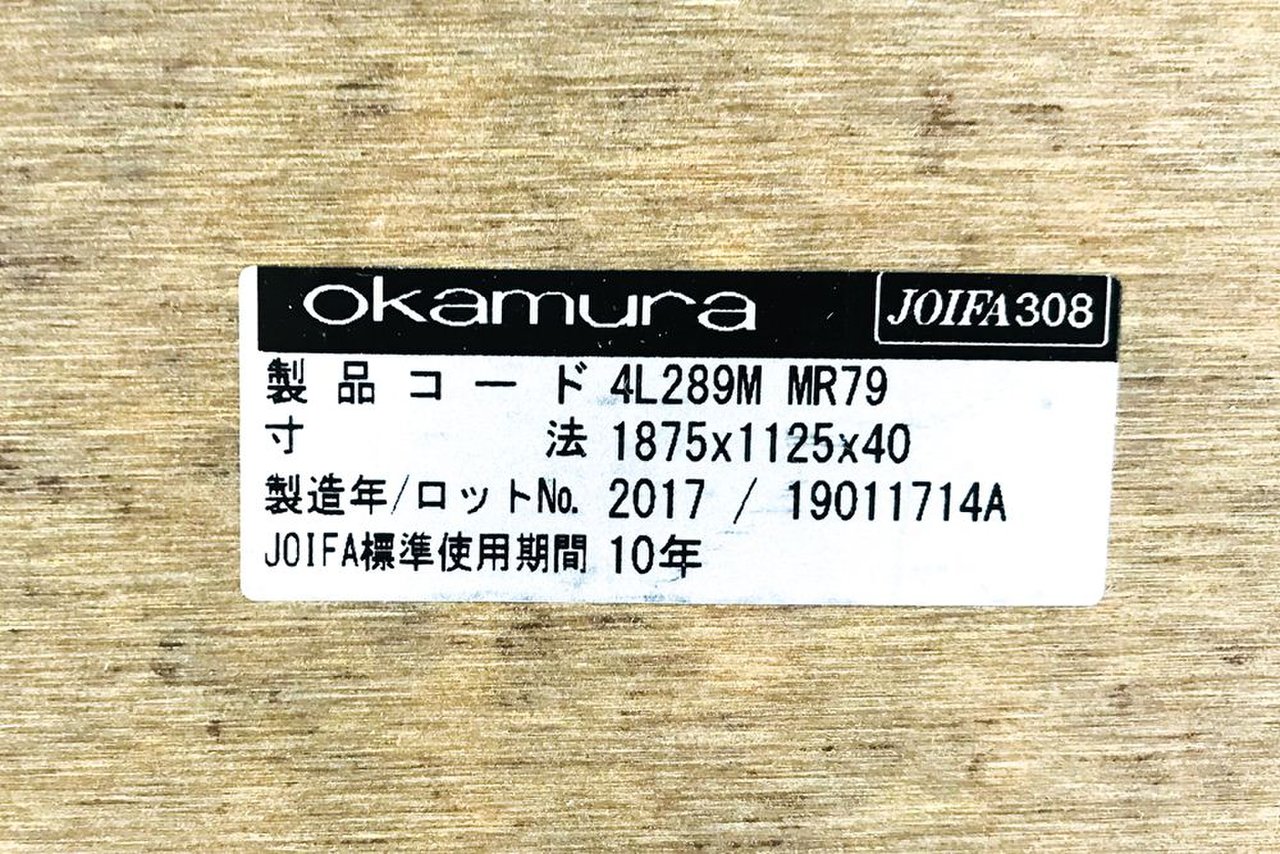 okamura JOIFA308
製品コード 4L289M MR79
寸法 1875x1125x40
製造年/ロットNo. 2017 / 19011714A
JOIFA標準使用期間 10年